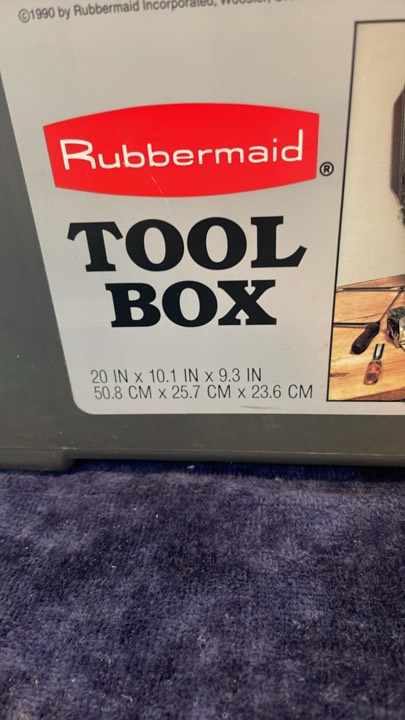 ©1990 by Rubbermaid Incorporated,
Rubbermaid®
TOOL
BOX
20 IN x 10.1 IN x 9.3 IN
50.8 CM x 25.7 CM x 23.6 CM